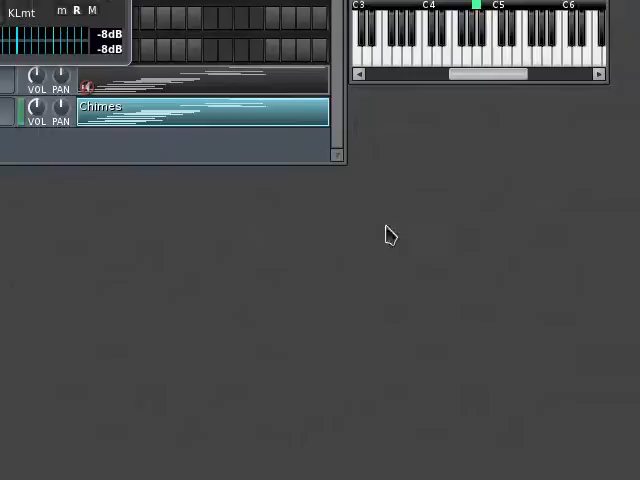 KLmt m R M
-8dB
-8dB
C3 C4 C5 C6
VOL PAN
Chimes
VOL PAN